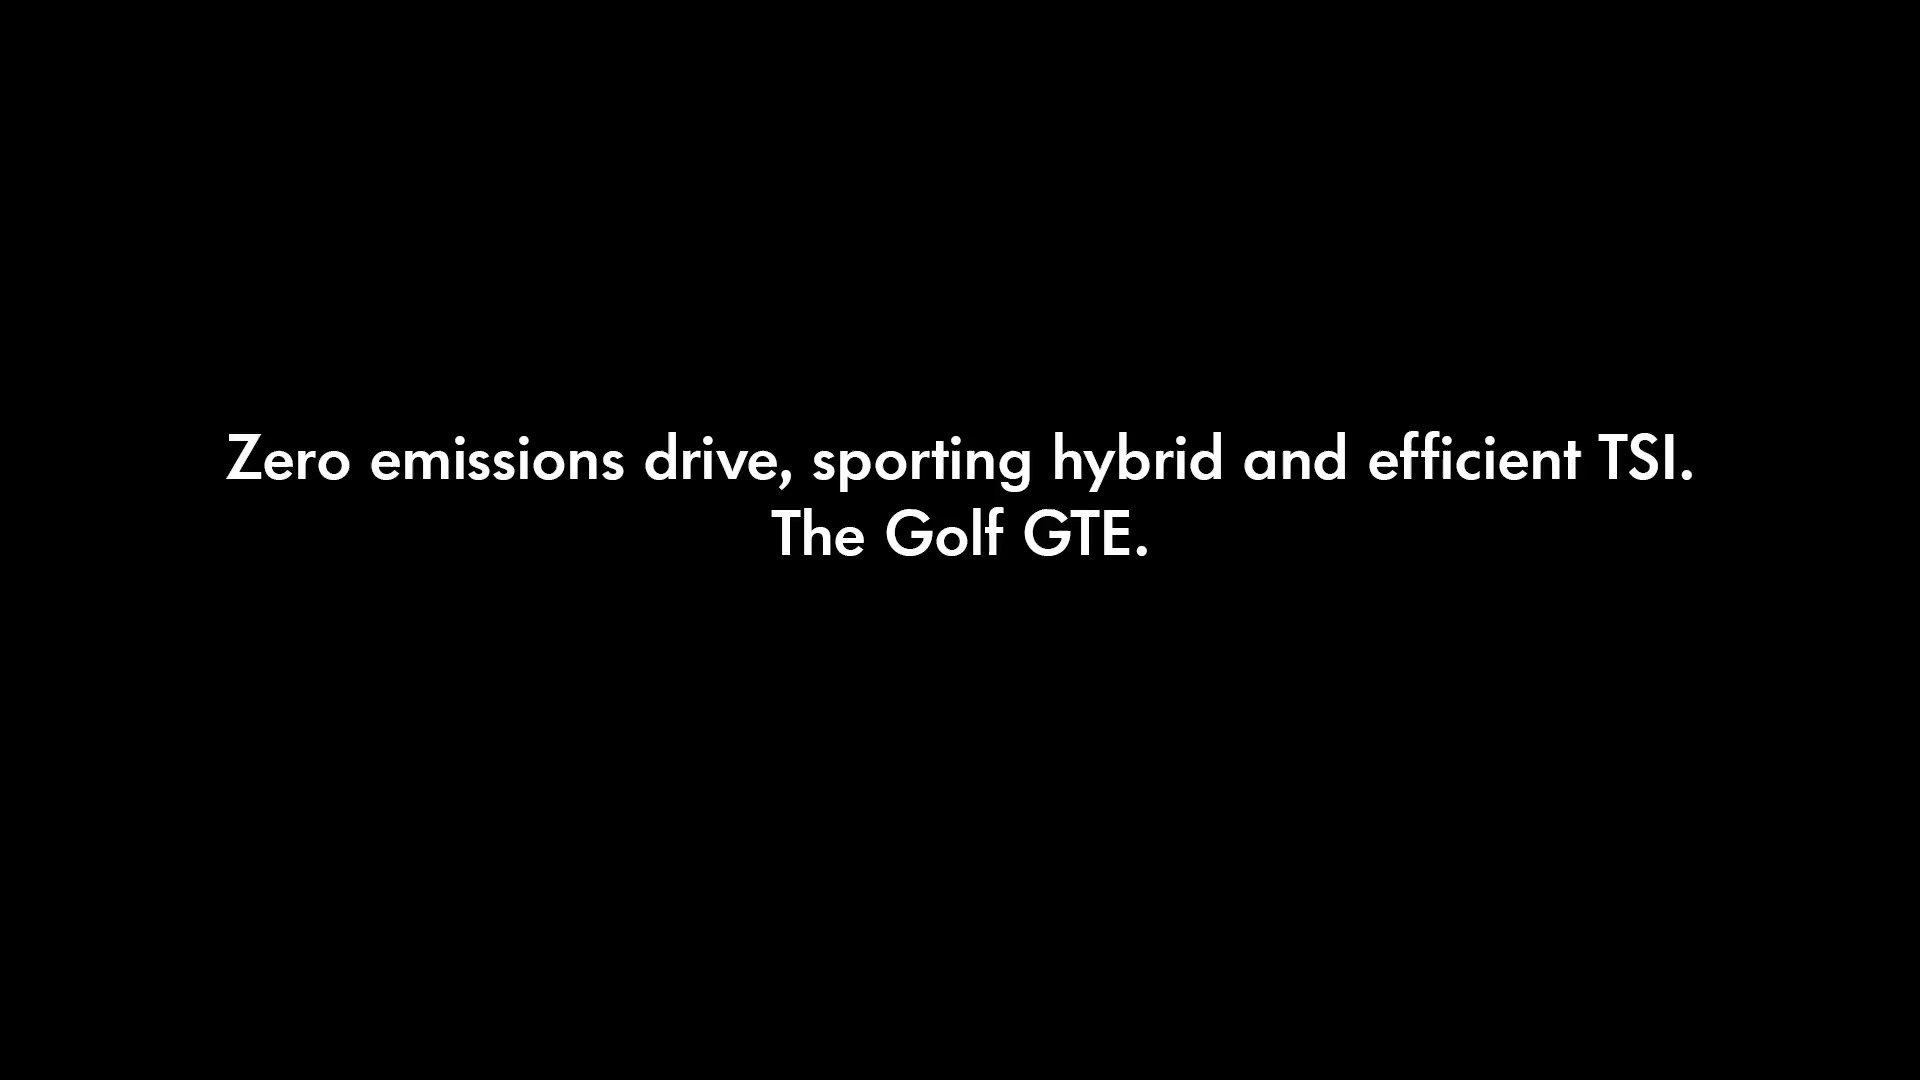 Zero emissions drive, sporting hybrid and efficient TSI.
The Golf GTE.